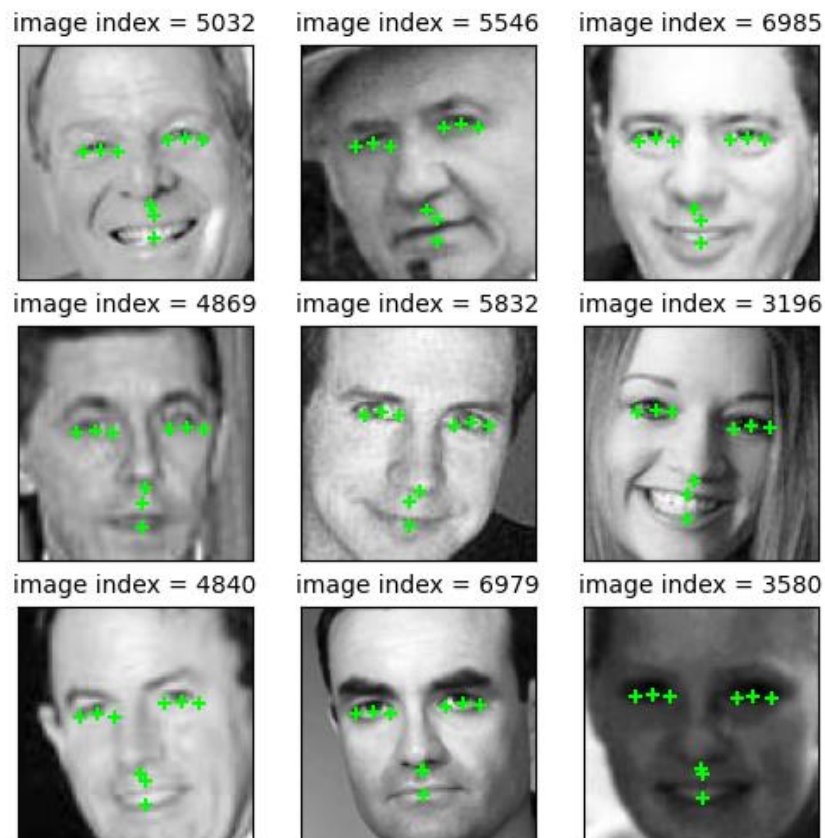 image index = 5032
image index = 5546
image index = 6985
image index = 4869
image index = 5832
image index = 3196
image index = 4840
image index = 6979
image index = 3580